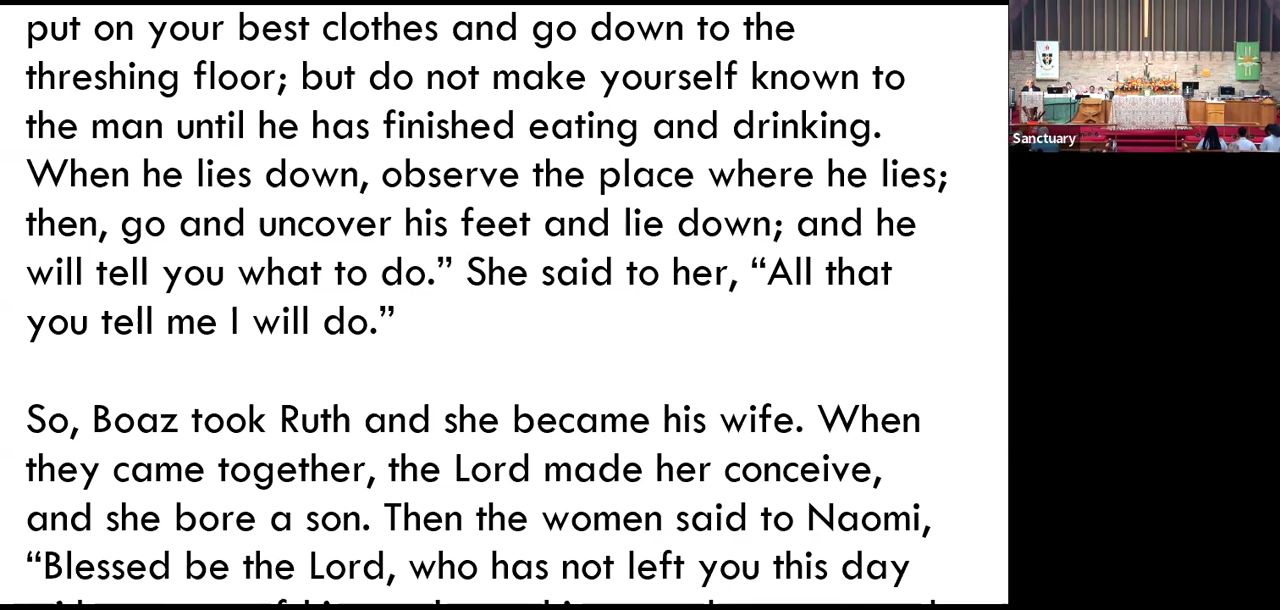 put on your best clothes and go down to the
threshing floor; but do not make yourself known to
the man until he has finished eating and drinking.
When he lies down, observe the place where he lies;
then, go and uncover his feet and lie down; and he
will tell you what to do.” She said to her, “All that
you tell me I will do.”
So, Boaz took Ruth and she became his wife. When
they came together, the Lord made her conceive,
and she bore a son. Then the women said to Naomi,
“Blessed be the Lord, who has not left you this day
Sanctuary